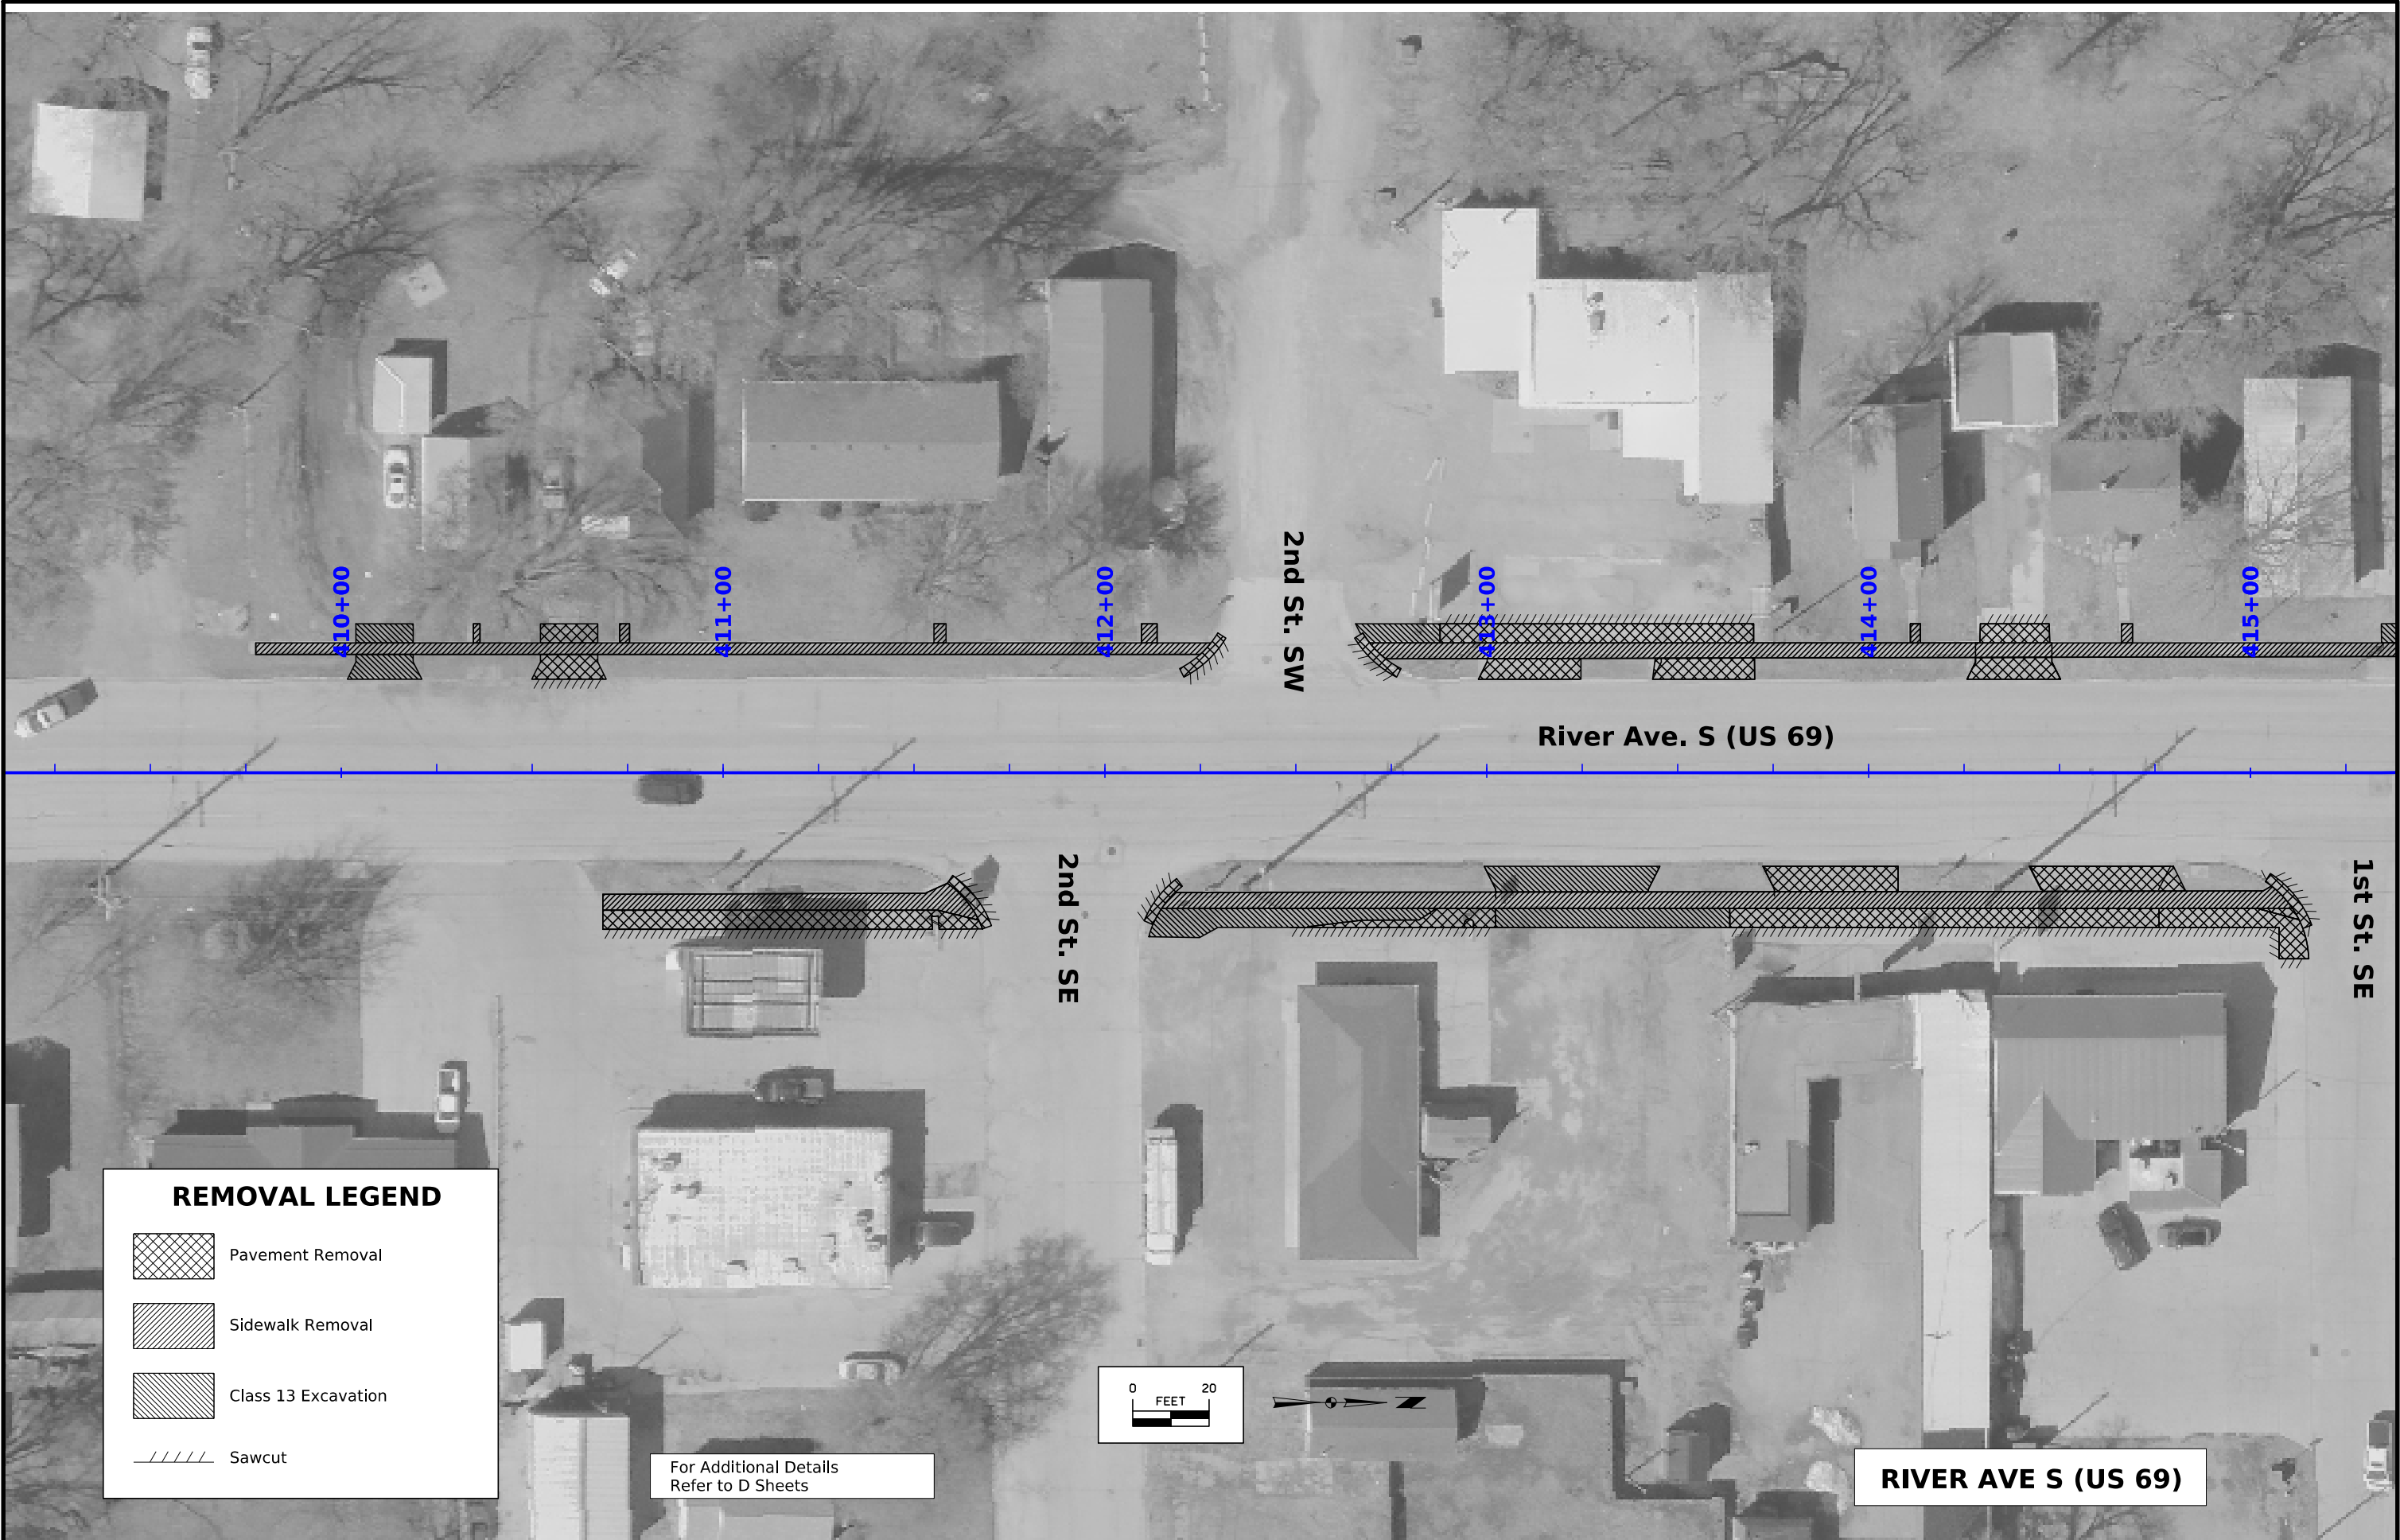 410+00
411+00
412+00
2nd St. SW
413+00
414+00
415+00
River Ave. S (US 69)
2nd St. SE
1st St. SE
REMOVAL LEGEND
Pavement Removal
Sidewalk Removal
Class 13 Excavation
Sawcut
For Additional Details
Refer to D Sheets
0 20
FEET
N
RIVER AVE S (US 69)